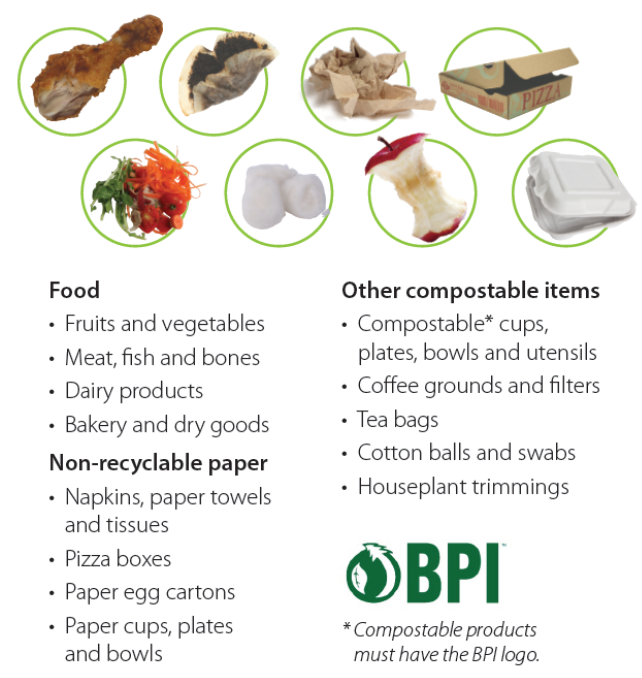 PIZZA
Food
• Fruits and vegetables
• Meat, fish and bones
• Dairy products
• Bakery and dry goods
Non-recyclable paper
• Napkins, paper towels
and tissues
• Pizza boxes
• Paper egg cartons
• Paper cups, plates
and bowls
Other compostable items
• Compostable* cups,
plates, bowls and utensils
• Coffee grounds and filters
• Tea bags
• Cotton balls and swabs
• Houseplant trimmings
BPI
* Compostable products
must have the BPI logo.